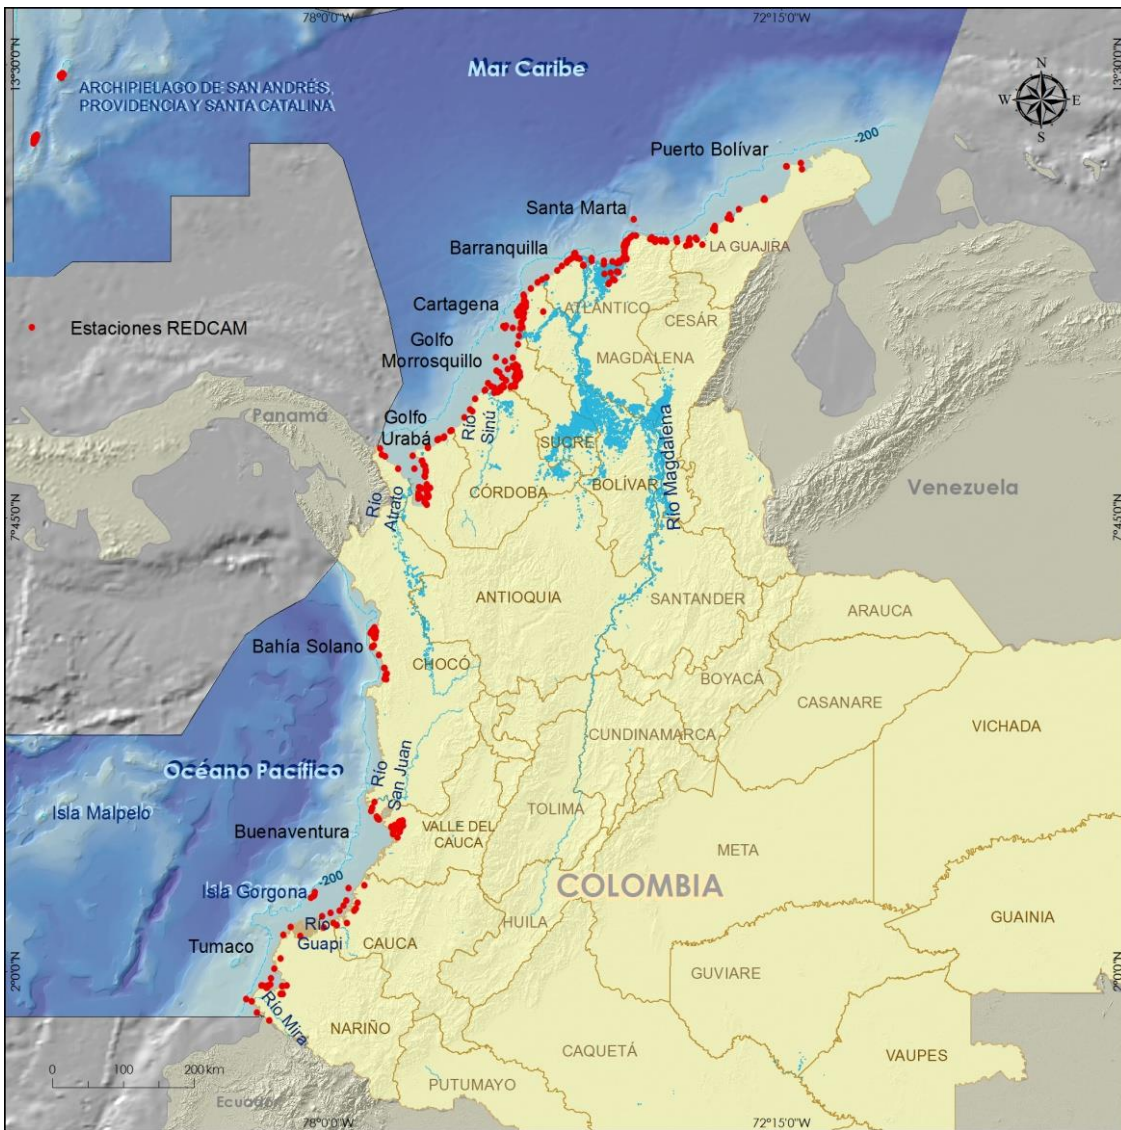 78°0'0"W
72°15'0"W
13°30'0"N
13°30'0"N
Mar Caribe
ARCHIPIELAGO DE SAN ANDRÉS,
PROVIDENCIA Y SANTA CATALINA
N
W
E
S
-200
Puerto Bolívar
Santa Marta
LA GUAJIRA
Barranquilla
Cartagena
ATLÁNTICO
CESÁR
Estaciones REDCAM
Golfo
Morrosquillo
MAGDALENA
Panamá
Golfo
Urabá
Río
Sinú
SUCRE
Río Magdalena
CÓRDOBA
BOLÍVAR
Venezuela
Río
Atrato
7°45'0"N
7°45'0"N
ANTIOQUIA
SANTANDER
ARAUCA
Bahía Solano
CHOCÓ
BOYACÁ
CASANARE
VICHADA
CUNDINAMARCA
Océano Pacífico
Río
San Juan
Isla Malpelo
TOLIMA
Buenaventura
VALLE DEL
CAUCA
META
-200
COLOMBIA
Isla Gorgona
HUILA
GUAINIA
Río
Guapi
Tumaco
CAUCA
GUVIARE
2°0'0"N
2°0'0"N
Río Mira
NARIÑO
CAQUETÁ
VAUPES
0
100
200 km
PUTUMAYO
Ecuador
78°0'0"W
72°15'0"W